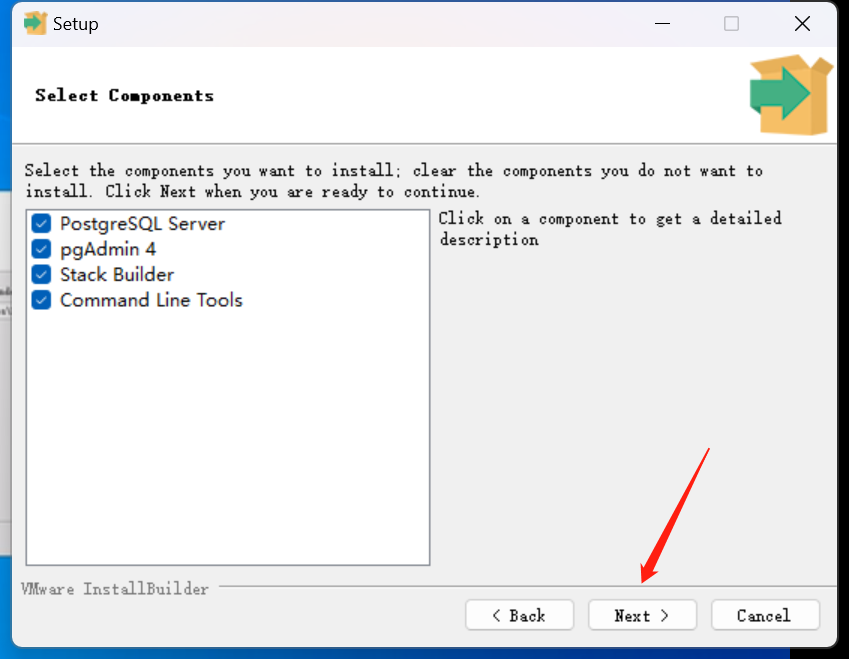 Setup
Select Components
Select the components you want to install; clear the components you do not want to
install. Click Next when you are ready to continue.
PostgreSQL Server
pgAdmin 4
Stack Builder
Command Line Tools
Click on a component to get a detailed
description
VMware InstallBuilder
< Back
Next >
Cancel